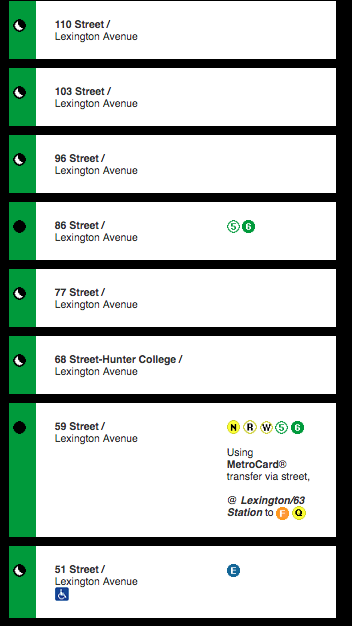 110 Street /
Lexington Avenue
103 Street /
Lexington Avenue
96 Street /
Lexington Avenue
86 Street /
Lexington Avenue
5 6
77 Street /
Lexington Avenue
68 Street-Hunter College /
Lexington Avenue
59 Street /
Lexington Avenue
N R W 5 6
Using
MetroCard®
transfer via street,
@ Lexington/63
Station to F Q
51 Street /
Lexington Avenue
E